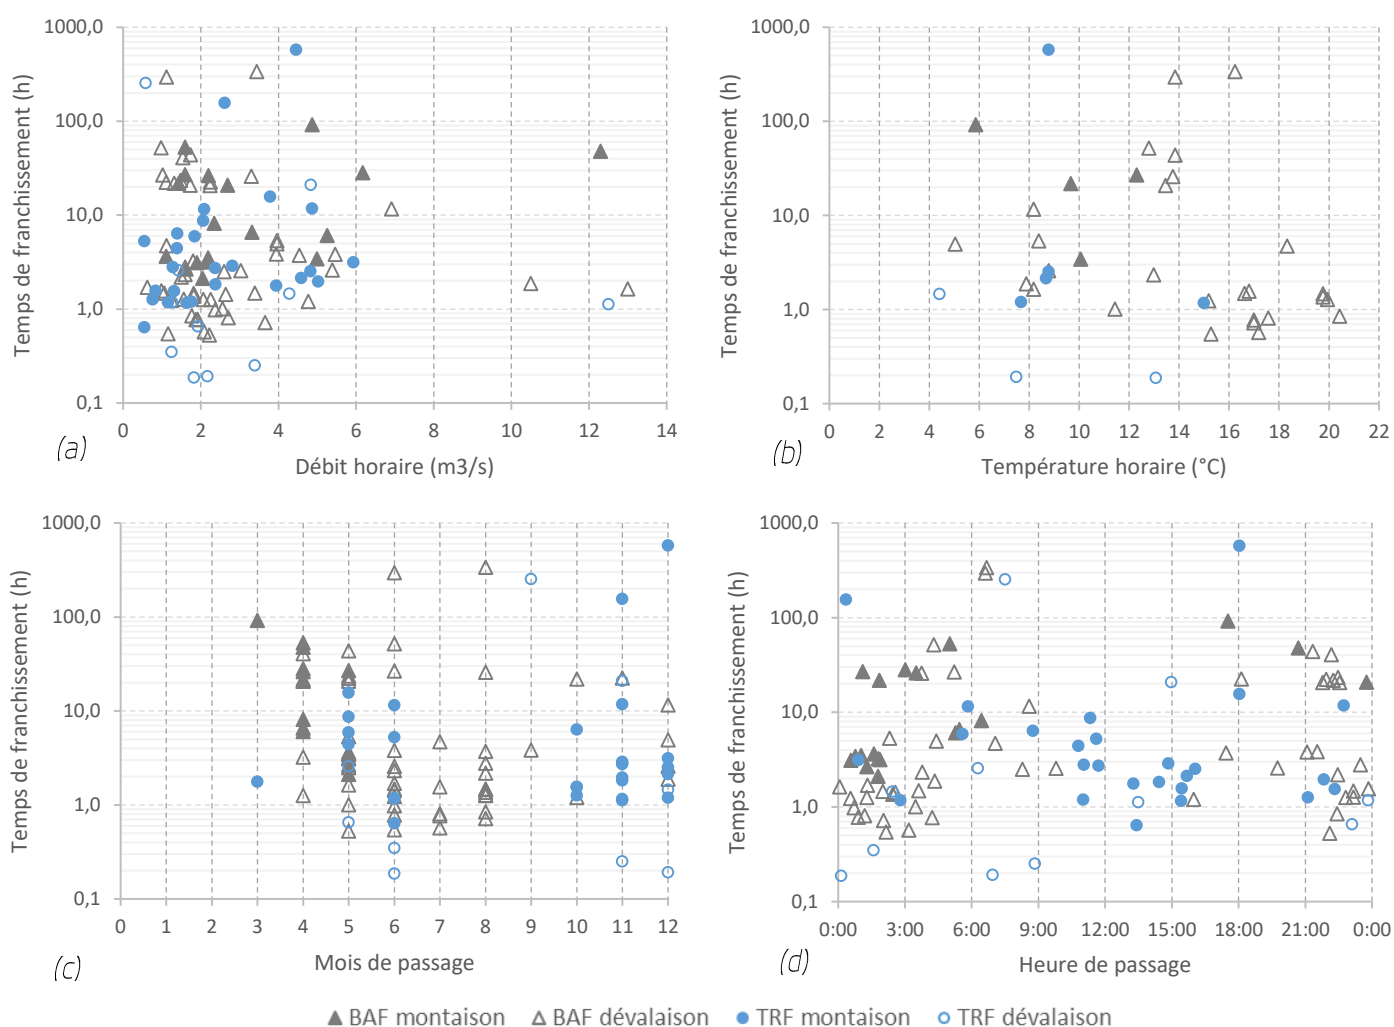 1000,0
100,0
10,0
1,0
0,1
Temps de franchissement (h)
0 2 4 6 8 10 12 14
Débit horaire (m3/s)
(a)
1000,0
100,0
10,0
1,0
0,1
Temps de franchissement (h)
0 2 4 6 8 10 12 14 16 18 20 22
Température horaire (°C)
(b)
1000,0
100,0
10,0
1,0
0,1
Temps de franchissement (h)
0 1 2 3 4 5 6 7 8 9 10 11 12
Mois de passage
(c)
1000,0
100,0
10,0
1,0
0,1
Temps de franchissement (h)
0:00 3:00 6:00 9:00 12:00 15:00 18:00 21:00 0:00
Heure de passage
(d)
BAF montaison BAF dévalaison TRF montaison TRF dévalaison